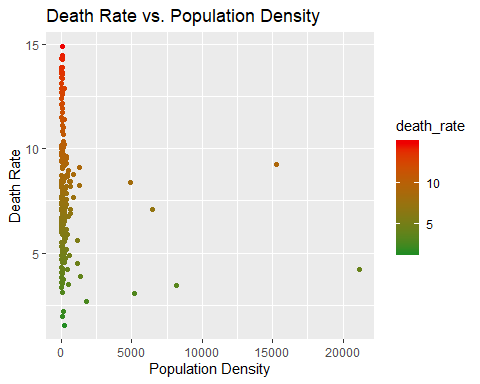 Death Rate vs. Population Density
15
10
5
Death Rate
0
5000
10000
15000
20000
Population Density
death_rate
10
5